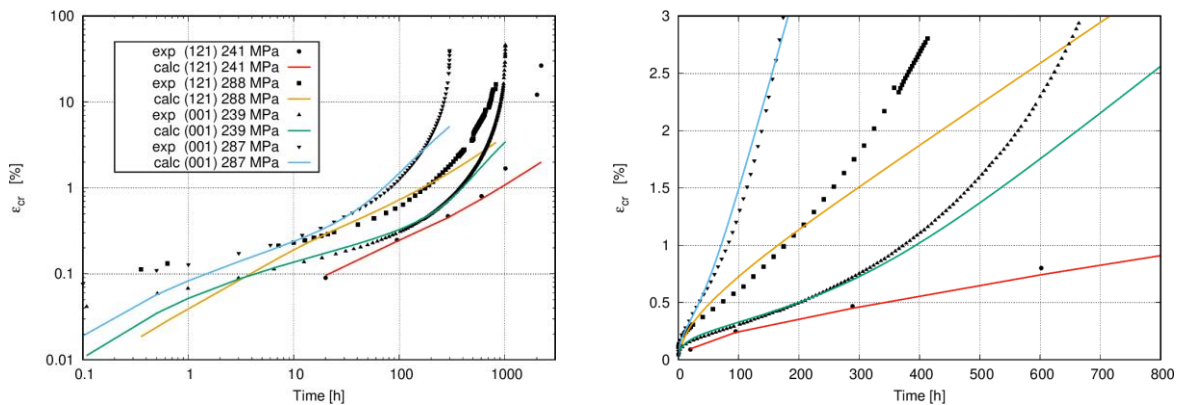 100
10
1
0.1
0.01
ε_cr [%]
exp (121) 241 MPa
calc (121) 241 MPa
exp (121) 288 MPa
calc (121) 288 MPa
exp (001) 239 MPa
calc (001) 239 MPa
exp (001) 287 MPa
calc (001) 287 MPa
0.1 1 10 100 1000
Time [h]
3
2.5
2
1.5
1
0.5
0
ε_cr [%]
0 100 200 300 400 500 600 700 800
Time [h]